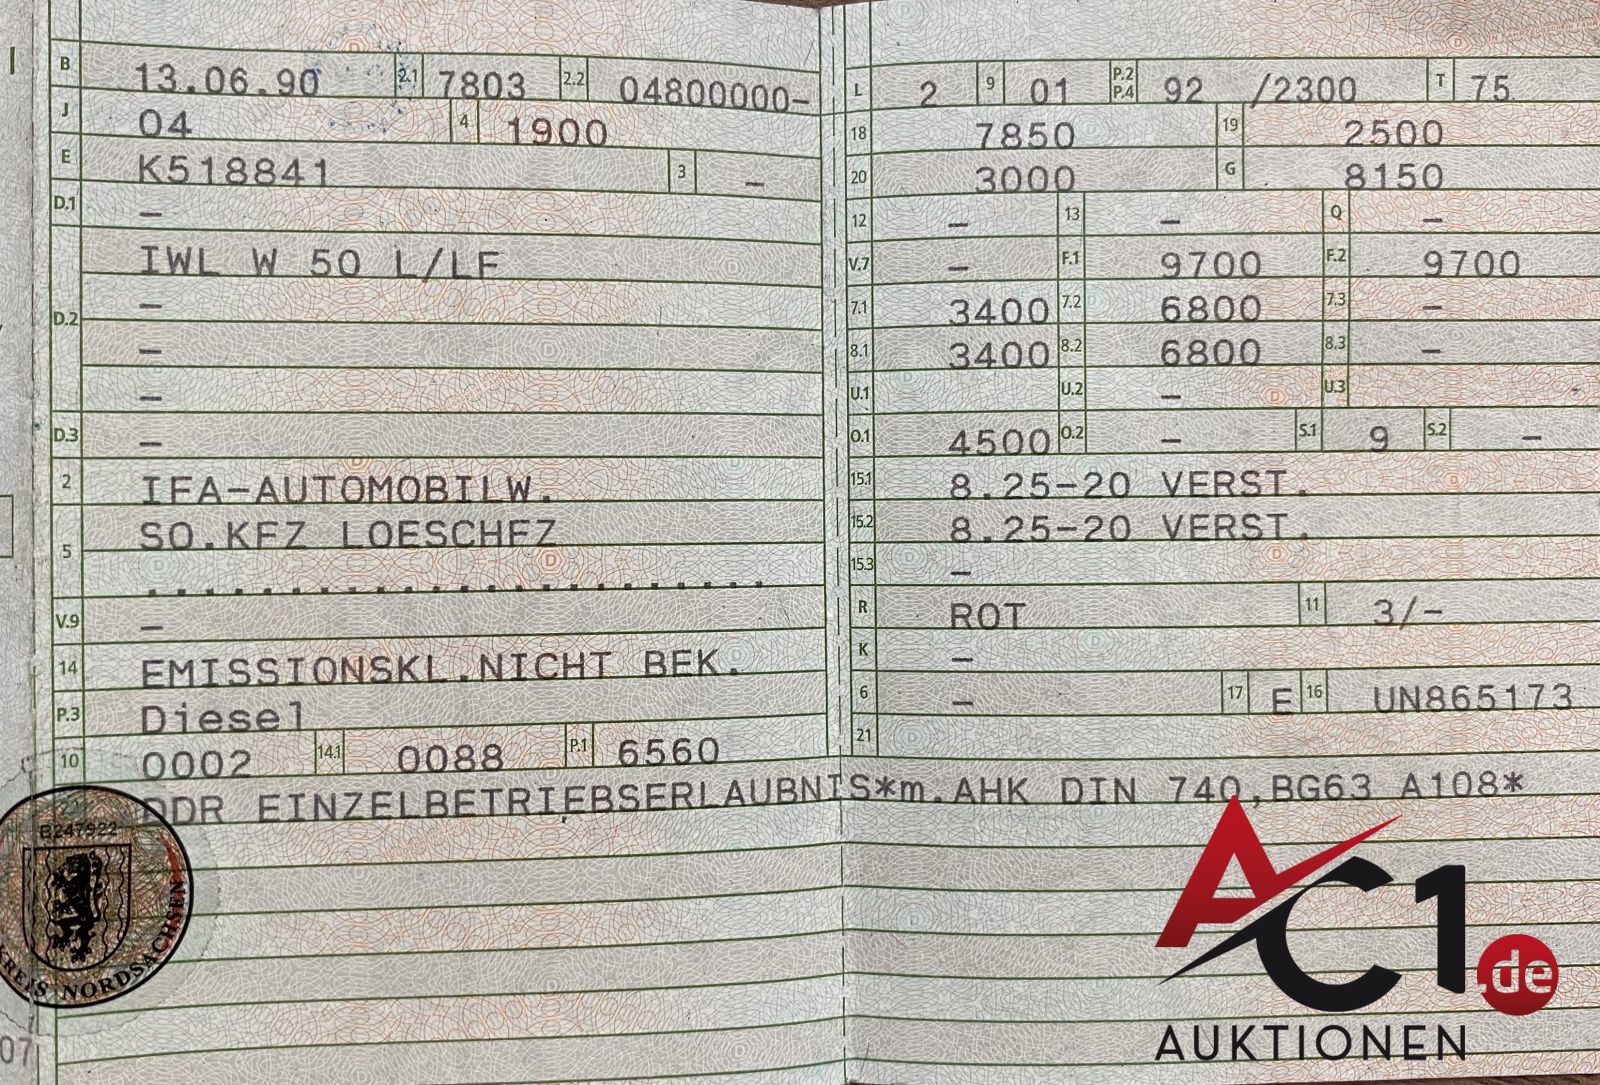 B 13.06.90 2.1 7803 2.2 04800000-
J 04 4 1900
E K518841 3 –
D.1 –
IWL W 50 L/LF
–
D.2
–
–
D.3 –
2 IFA-AUTOMOBILW.
SO.KFZ LOESCHFZ
5
....................
V.9 –
14 EMISSIONSKL.NICHT BEK.
P.3 Diesel
10 0002 14.1 0088 P.1 6560
L 2 9 01 P.2 P.4 92 /2300 T 75
18 7850 19 2500
20 3000 G 8150
12 – 13 – Q –
V.7 – F.1 9700 F.2 9700
7.1 3400 7.2 6800 7.3 –
8.1 3400 8.2 6800 8.3 –
U.1 U.2 – U.3 -
O.1 4500 O.2 – S.1 9 S.2 –
15.1 8.25-20 VERST.
15.2 8.25-20 VERST.
15.3 –
R ROT 11 3/–
K –
6 – 17 E 16 UN865173
21
DDR EINZELBETRIEBSERLAUBNIS*m.AHK DIN 740,BG63 A108*
B247922
KREIS NORDSACHSEN
07
AC1.de
AUKTIONEN